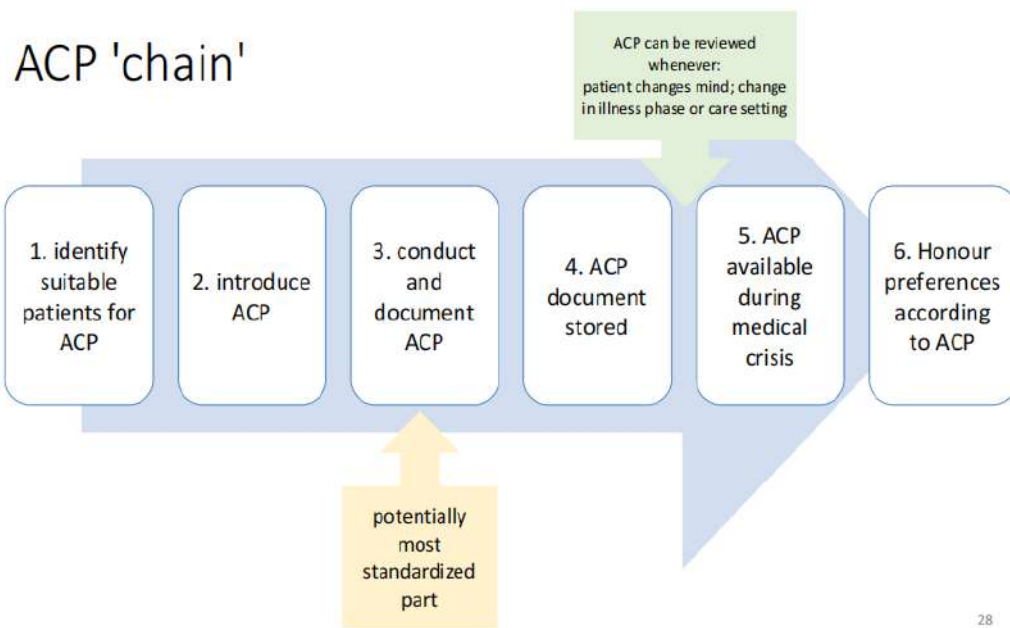 ACP 'chain'
ACP can be reviewed
whenever:
patient changes mind; change
in illness phase or care setting
1. identify
suitable
patients for
ACP
2. introduce
ACP
3. conduct
and
document
ACP
4. ACP
document
stored
5. ACP
available
during
medical
crisis
6. Honour
preferences
according
to ACP
potentially
most
standardized
part
28